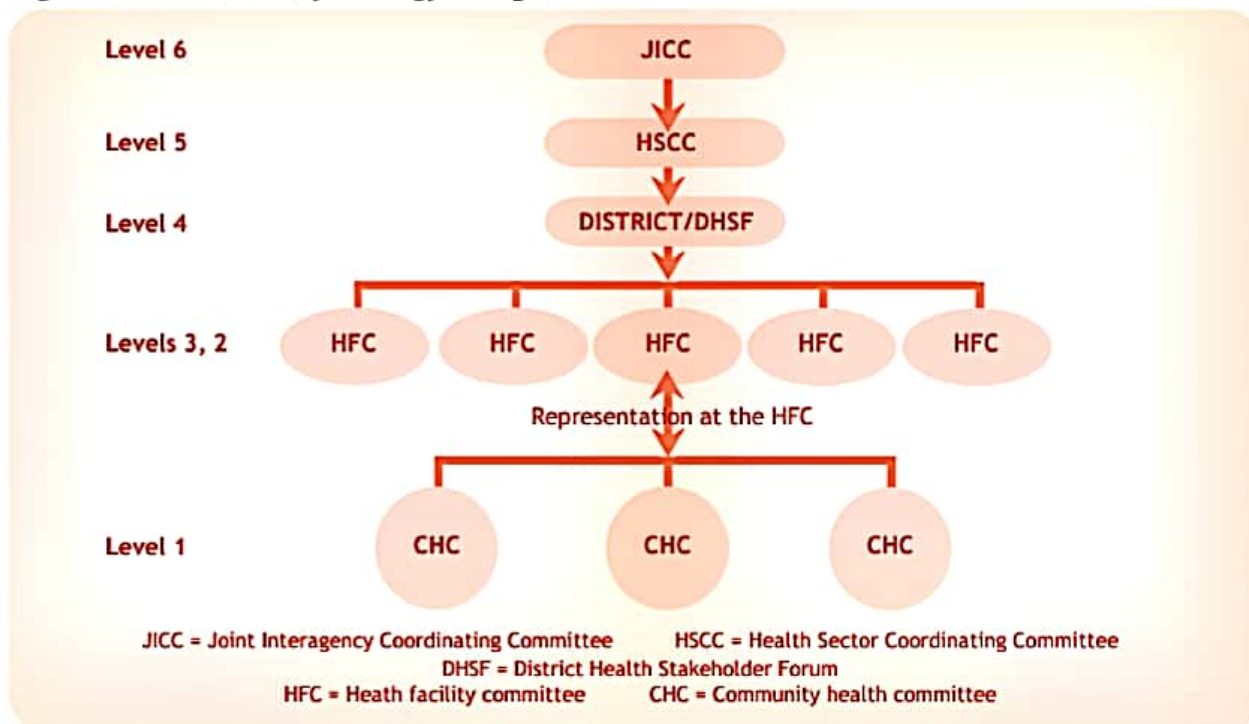 Level 6 JICC
Level 5 HSCC
Level 4 DISTRICT/DHSF
Levels 3, 2 HFC HFC HFC HFC HFC
Representation at the HFC
Level 1 CHC CHC CHC
JICC = Joint Interagency Coordinating Committee HSCC = Health Sector Coordinating Committee
DHSF = District Health Stakeholder Forum
HFC = Heath facility committee CHC = Community health committee